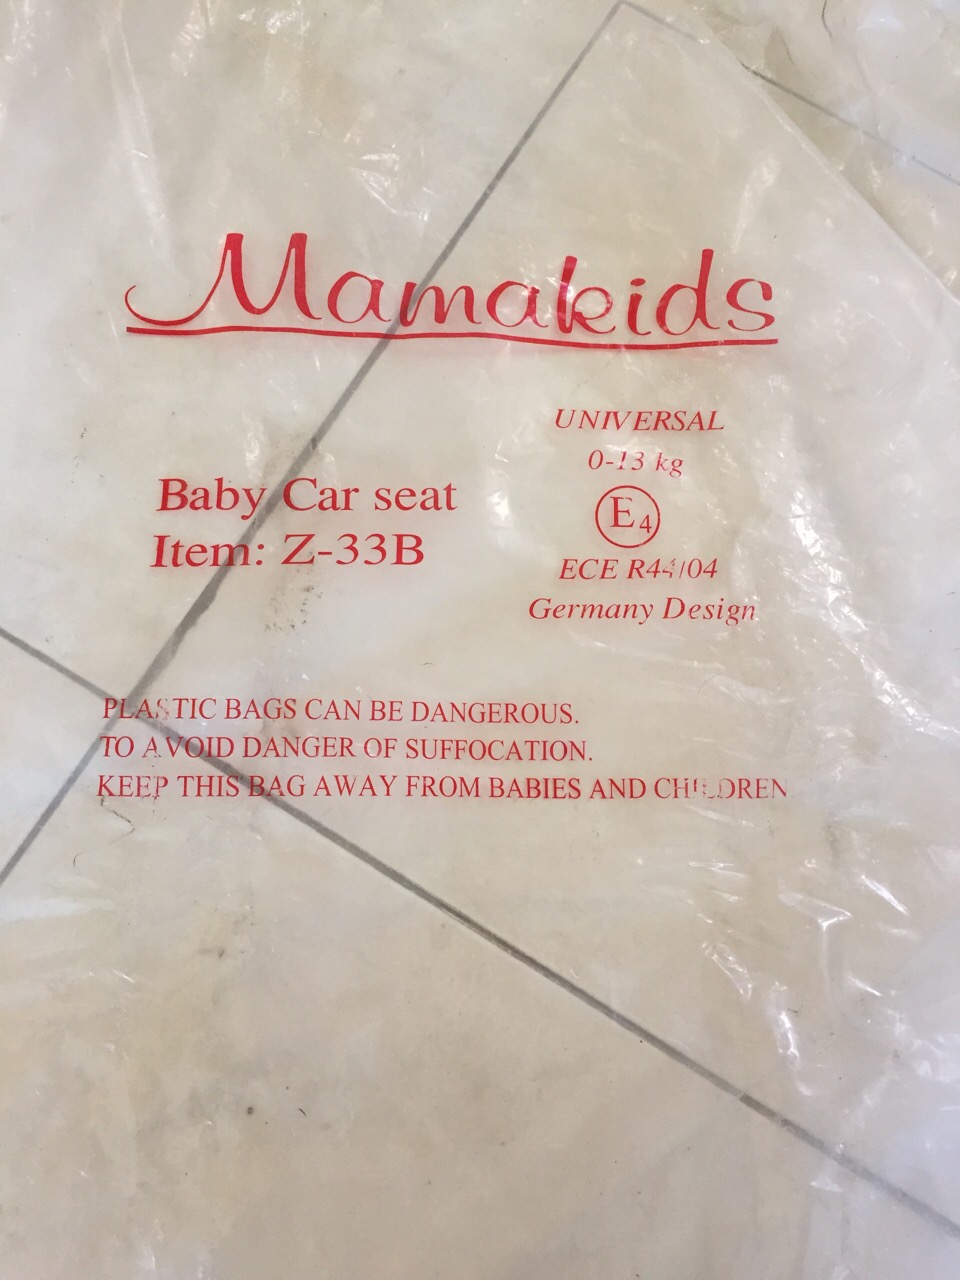 Mamakids
Baby Car seat
Item: Z-33B
UNIVERSAL
0-13 kg
E4
ECE R44/04
Germany Design
PLASTIC BAGS CAN BE DANGEROUS.
TO AVOID DANGER OF SUFFOCATION.
KEEP THIS BAG AWAY FROM BABIES AND CHILDREN